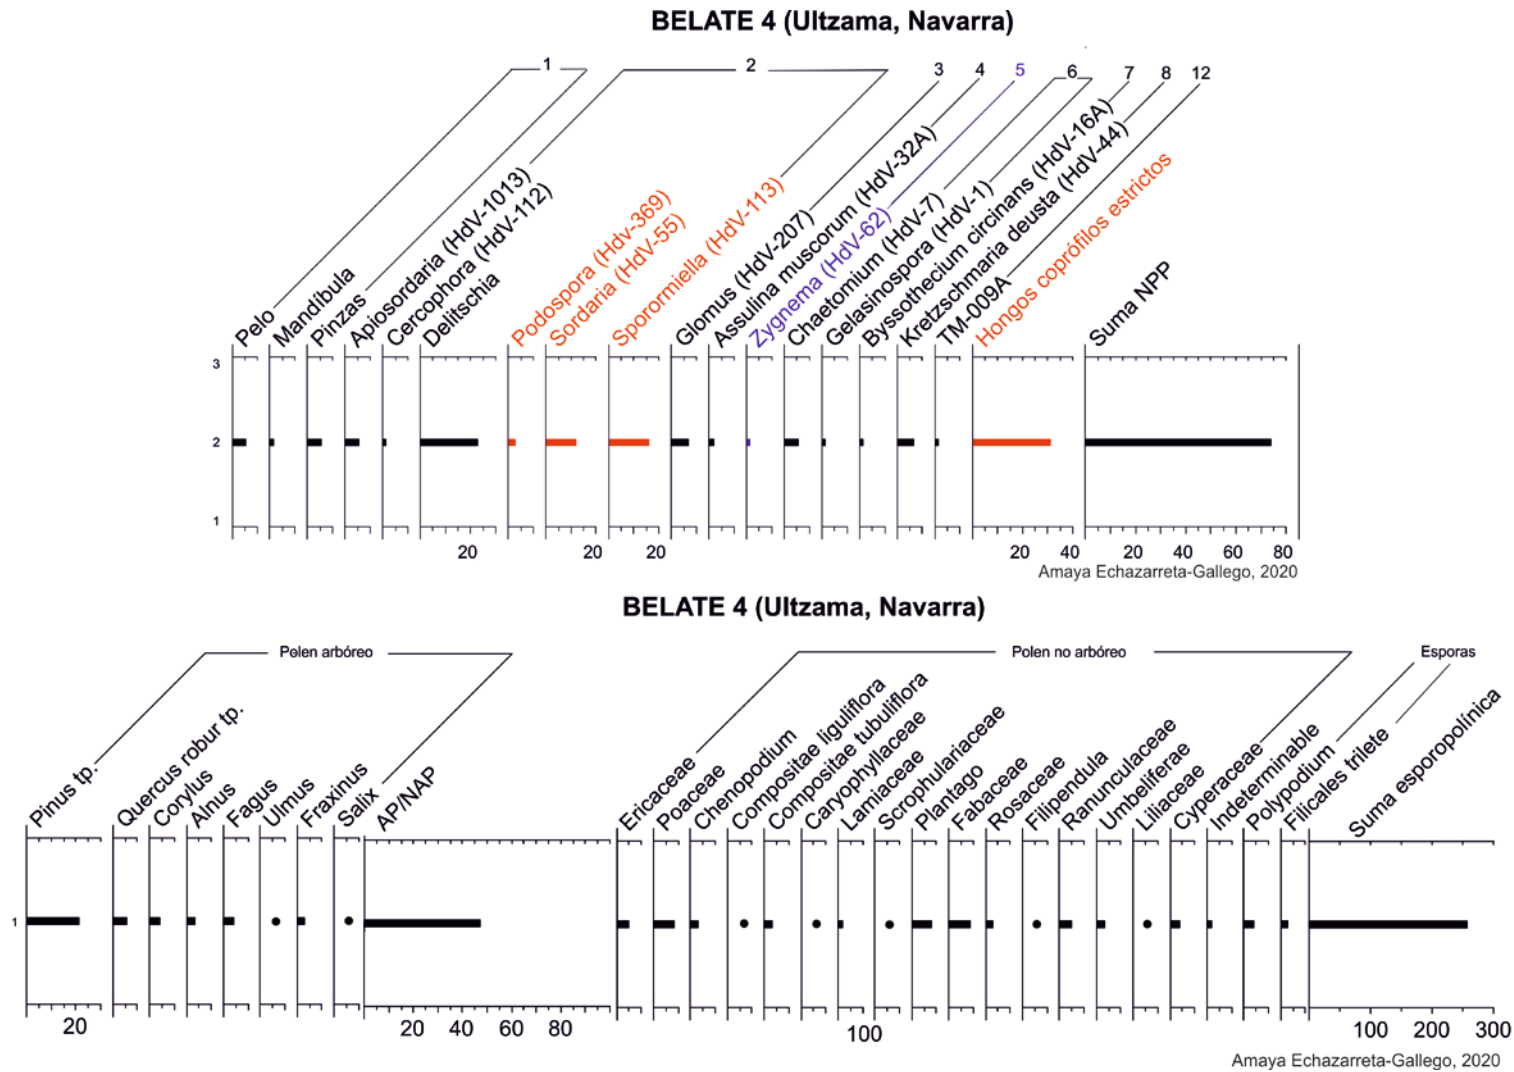 BELATE 4 (Ultzama, Navarra)
1
2
3
4
5
6
7
8
12
Pelo
Mandíbula
Pinzas
Apiosordaria (HdV-1013)
Cercophora (HdV-112)
Delitschia
Podospora (Hdv-369)
Sordaria (HdV-55)
Sporormiella (HdV-113)
Glomus (HdV-207)
Assulina muscorum (HdV-32A)
Zygnema (HdV-62)
Chaetomium (HdV-7)
Gelasinospora (HdV-1)
Byssothecium circinans (HdV-16A)
Kretzschmaria deusta (HdV-44)
TM-009A
Hongos coprófilos estrictos
Suma NPP
3
2
1
20
20
20
20 40
20 40 60 80
Amaya Echazarreta-Gallego, 2020
BELATE 4 (Ultzama, Navarra)
Polen arbóreo
Polen no arbóreo
Esporas
Pinus tp.
Quercus robur tp.
Corylus
Alnus
Fagus
Ulmus
Fraxinus
Salix
AP/NAP
Ericaceae
Poaceae
Chenopodium
Compositae liguliflora
Compositae tubuliflora
Caryophyllaceae
Lamiaceae
Scrophulariaceae
Plantago
Fabaceae
Rosaceae
Filipendula
Ranunculaceae
Umbeliferae
Liliaceae
Cyperaceae
Indeterminable
Polypodium
Filicales trilete
Suma esporopolínica
1
20
20 40 60 80
100
100 200 300
Amaya Echazarreta-Gallego, 2020